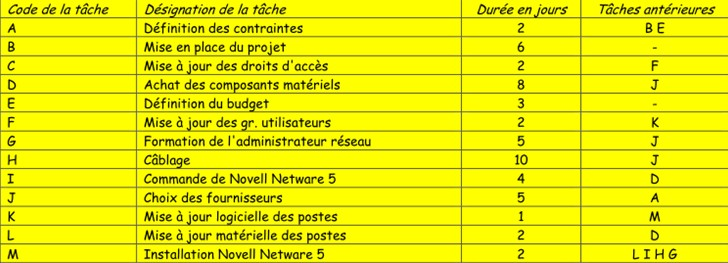 Code de la tâche Désignation de la tâche Durée en jours Tâches antérieures
A Définition des contraintes 2 B E
B Mise en place du projet 6 -
C Mise à jour des droits d'accès 2 F
D Achat des composants matériels 8 J
E Définition du budget 3 -
F Mise à jour des gr. utilisateurs 2 K
G Formation de l'administrateur réseau 5 J
H Câblage 10 J
I Commande de Novell Netware 5 4 D
J Choix des fournisseurs 5 A
K Mise à jour logicielle des postes 1 M
L Mise à jour matérielle des postes 2 D
M Installation Novell Netware 5 2 L I H G